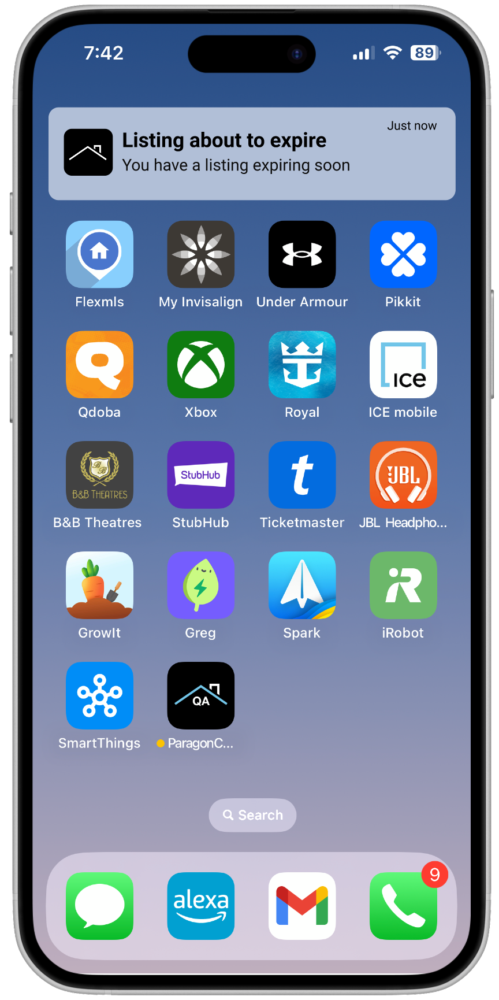 7:42
89
Just now
Listing about to expire
You have a listing expiring soon
Flexmls
My Invisalign
Under Armour
Pikkit
Q
Qdoba
Xbox
Royal
ICE
ICE mobile
B B
B&B THEATRES
B&B Theatres
StubHub
StubHub
t
Ticketmaster
JBL
JBL Headpho...
GrowIt
Greg
Spark
R
iRobot
SmartThings
QA
ParagonC...
Search
alexa
M
9